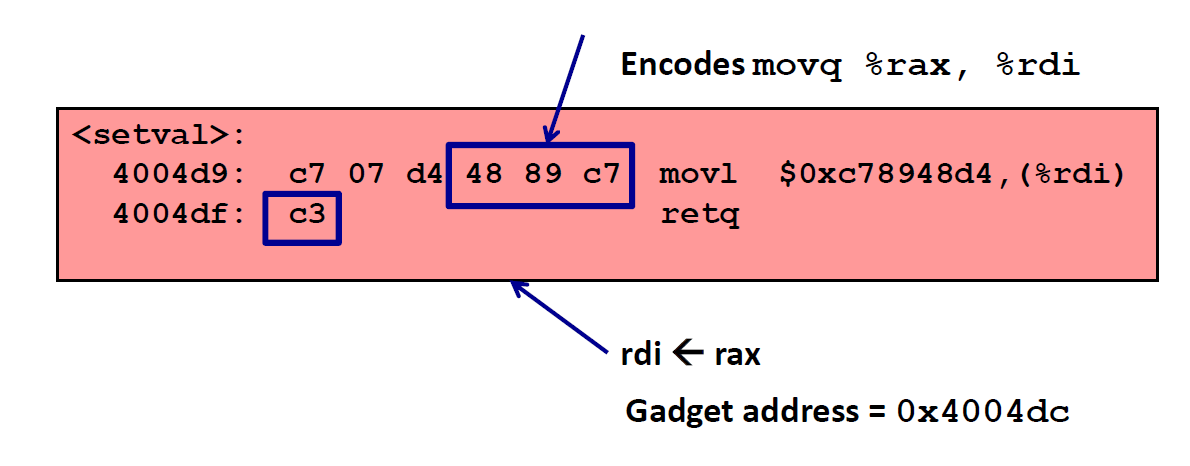 Encodes movq %rax, %rdi
<setval>:
4004d9: c7 07 d4 48 89 c7 movl $0xc78948d4,(%rdi)
4004df: c3 retq
rdi ← rax
Gadget address = 0x4004dc